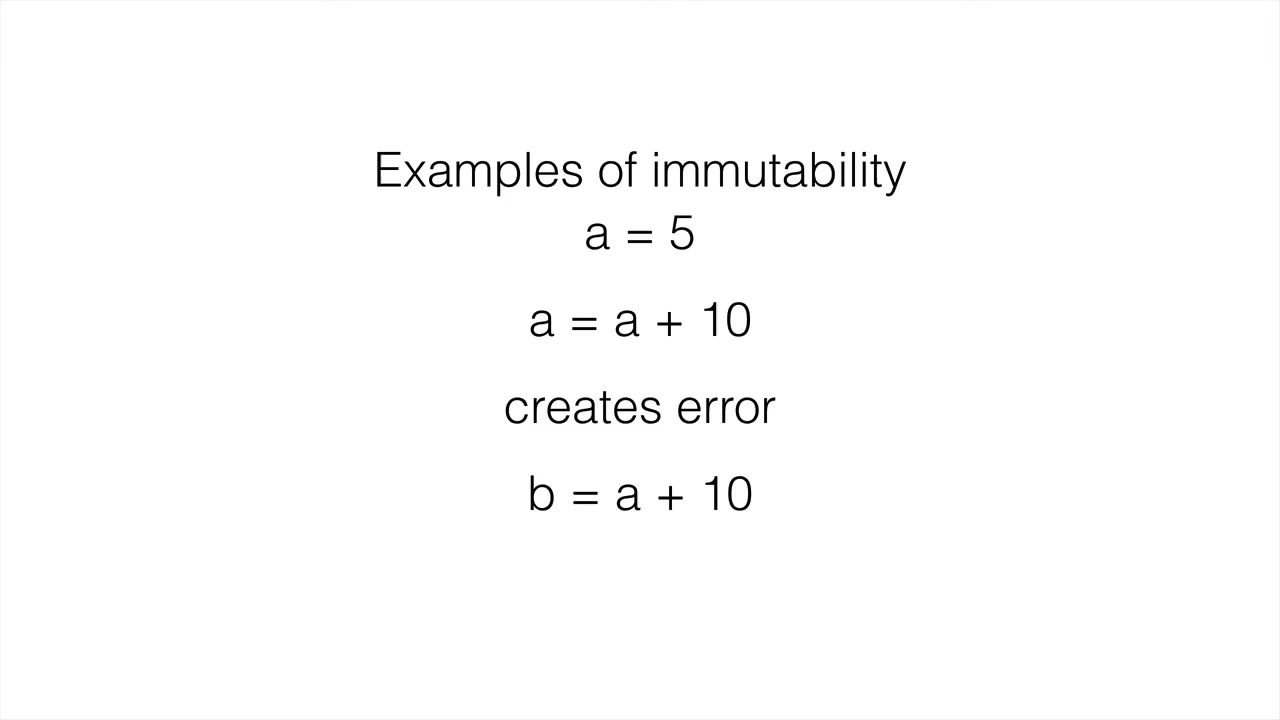 Examples of immutability
a = 5
a = a + 10
creates error
b = a + 10